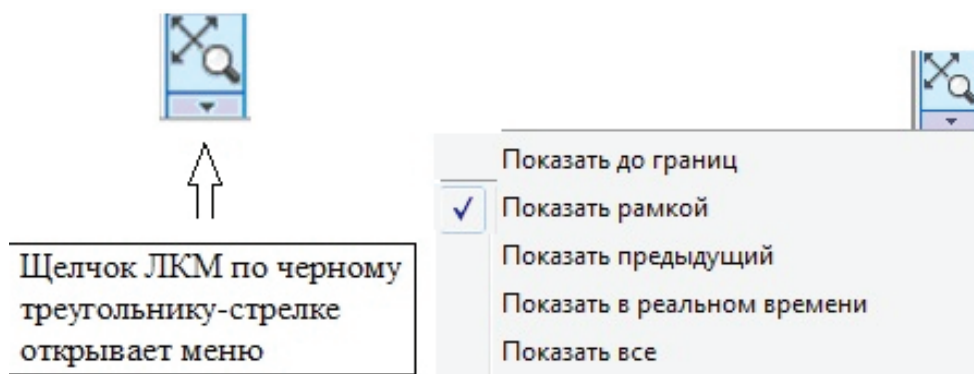 Щелчок ЛКМ по черному
треугольнику-стрелке
открывает меню
Показать до границ
Показать рамкой
Показать предыдущий
Показать в реальном времени
Показать все